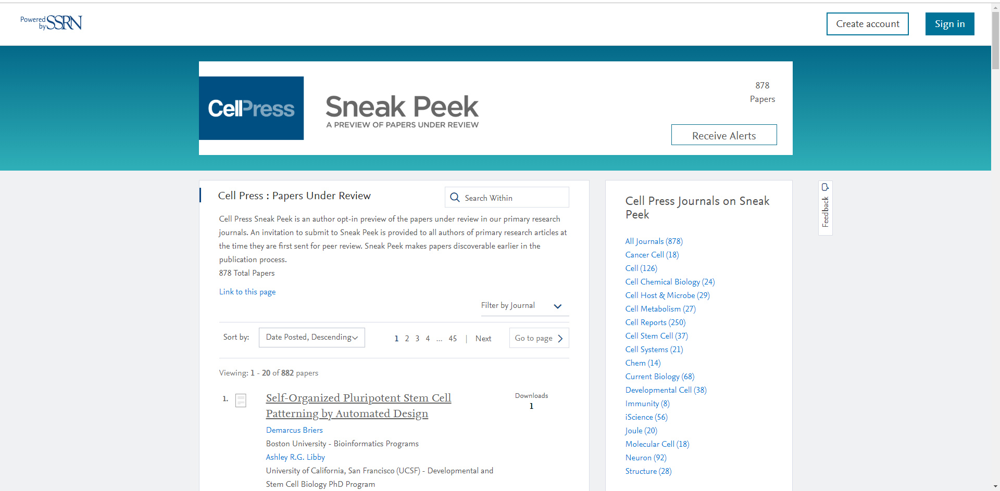 Powered
by SSRN
Create account
Sign in
CellPress
Sneak Peek
A PREVIEW OF PAPERS UNDER REVIEW
878
Papers
Receive Alerts
Cell Press : Papers Under Review
Search Within
Cell Press Sneak Peek is an author opt-in preview of the papers under review in our primary research
journals. An invitation to submit to Sneak Peek is provided to all authors of primary research articles at
the time they are first sent for peer review. Sneak Peek makes papers discoverable earlier in the
publication process.
878 Total Papers
Link to this page
Filter by Journal
Sort by:
Date Posted, Descending
1 2 3 4 ... 45 | Next
Go to page
Viewing: 1 - 20 of 882 papers
1.
Self-Organized Pluripotent Stem Cell
Patterning by Automated Design
Downloads
1
Demarcus Briers
Boston University - Bioinformatics Programs
Ashley R.G. Libby
University of California, San Francisco (UCSF) - Developmental and
Stem Cell Biology PhD Program
Cell Press Journals on Sneak
Peek
All Journals (878)
Cancer Cell (18)
Cell (126)
Cell Chemical Biology (24)
Cell Host & Microbe (29)
Cell Metabolism (27)
Cell Reports (250)
Cell Stem Cell (37)
Cell Systems (21)
Chem (14)
Current Biology (68)
Developmental Cell (38)
Immunity (8)
iScience (56)
Joule (20)
Molecular Cell (18)
Neuron (92)
Structure (28)
Feedback